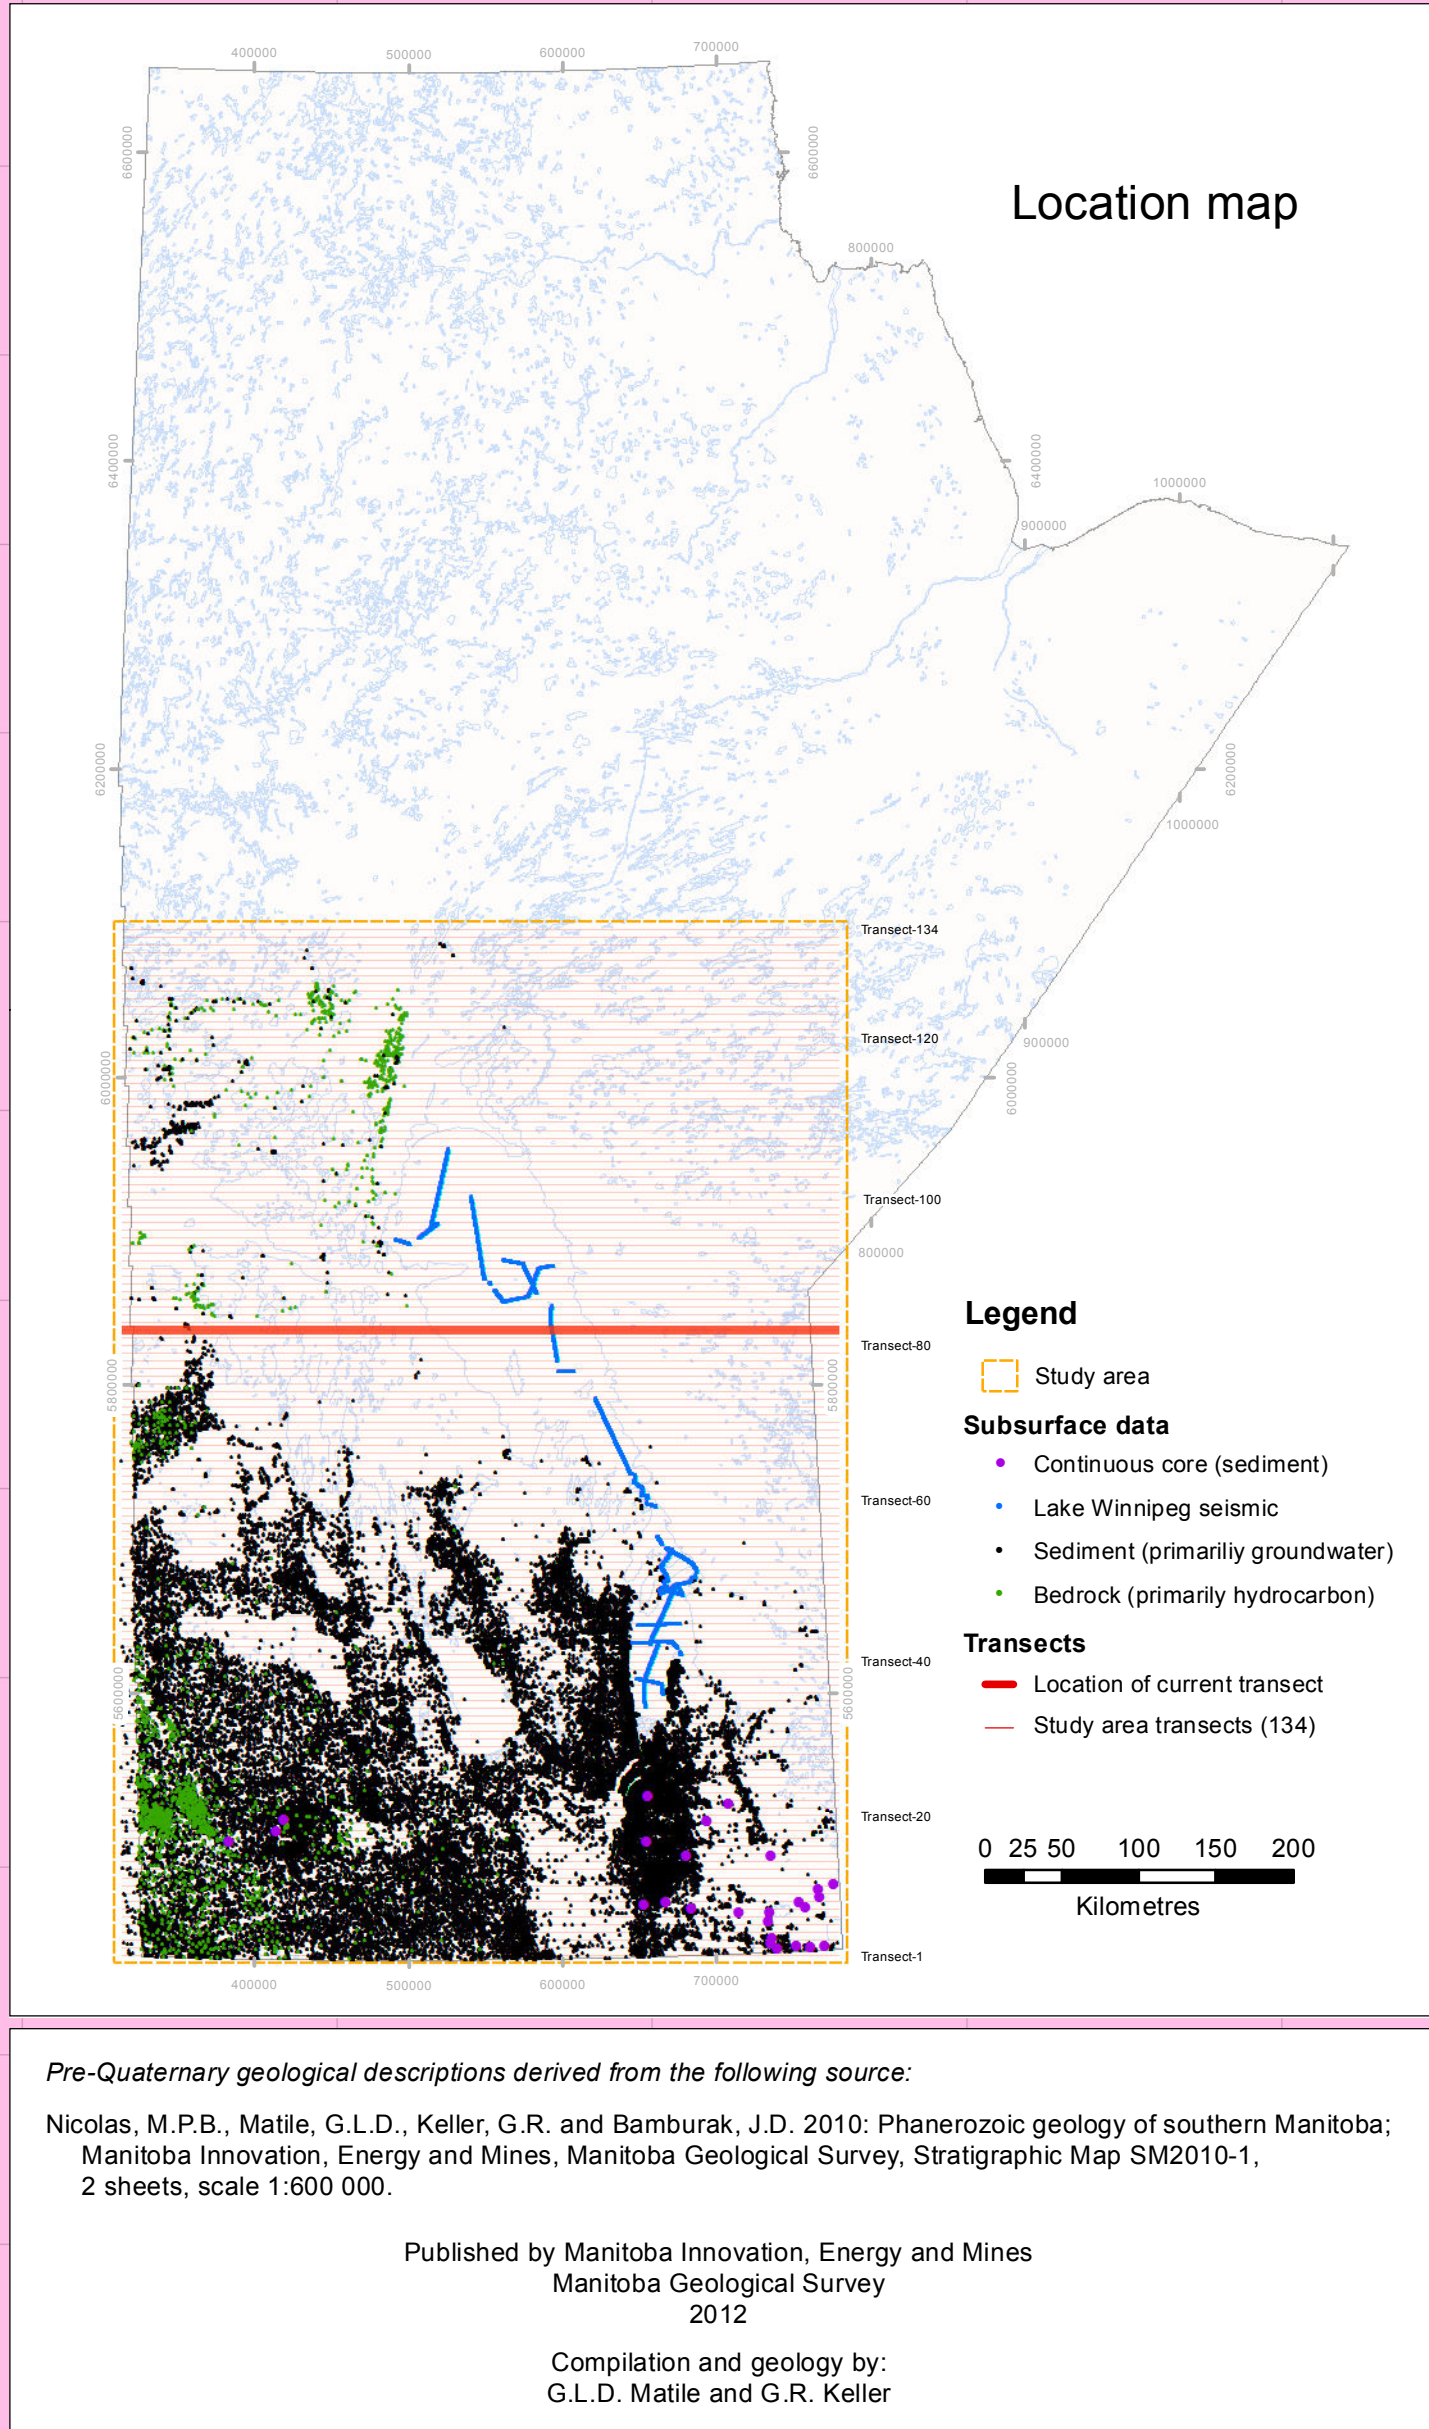 400000
500000
600000
700000
6600000
6600000
Location map
800000
6400000
6400000
1000000
900000
6200000
6200000
1000000
Transect-134
Transect-120
900000
6000000
6000000
Transect-100
800000
Legend
Transect-80
5800000
5800000
Study area
Subsurface data
Continuous core (sediment)
Transect-60
Lake Winnipeg seismic
Sediment (primariliy groundwater)
Bedrock (primarily hydrocarbon)
Transects
Transect-40
5600000
5600000
Location of current transect
Study area transects (134)
Transect-20
0 25 50 100 150 200
Kilometres
Transect-1
400000
500000
600000
700000
Pre-Quaternary geological descriptions derived from the following source:
Nicolas, M.P.B., Matile, G.L.D., Keller, G.R. and Bamburak, J.D. 2010: Phanerozoic geology of southern Manitoba;
Manitoba Innovation, Energy and Mines, Manitoba Geological Survey, Stratigraphic Map SM2010-1,
2 sheets, scale 1:600 000.
Published by Manitoba Innovation, Energy and Mines
Manitoba Geological Survey
2012
Compilation and geology by:
G.L.D. Matile and G.R. Keller